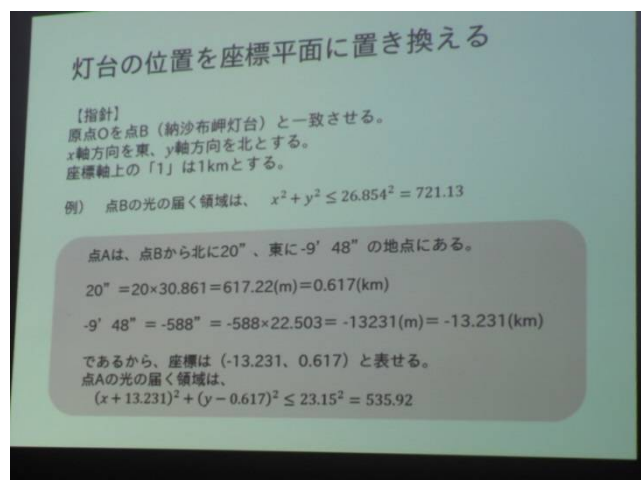 灯台の位置を座標平面に置き換える
【指針】
原点Oを点B（納沙布岬灯台）と一致させる。
x軸方向を東、y軸方向を北とする。
座標軸上の「1」は1kmとする。
例） 点Bの光の届く領域は、 x² + y² ≤ 26.854² = 721.13
点Aは、点Bから北に20”、東に-9’48”の地点にある。
20”=20×30.861=617.22(m)=0.617(km)
-9’48”= -588”= -588×22.503= -13231(m)= -13.231(km)
であるから、座標は（-13.231、0.617）と表せる。
点Aの光の届く領域は、
(x + 13.231)² + (y − 0.617)² ≤ 23.15² = 535.92